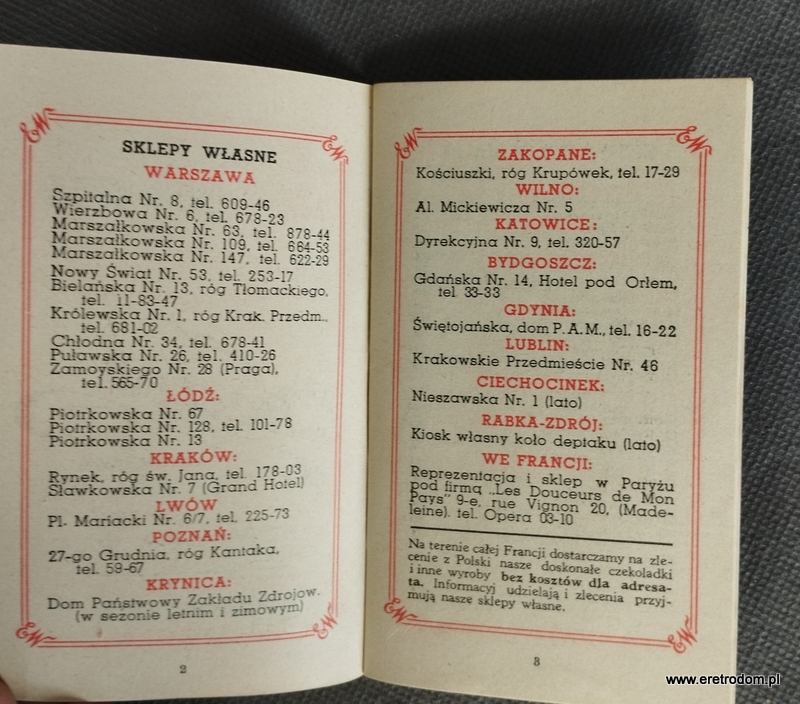 SKLEPY WŁASNE
WARSZAWA
Szpitalna Nr. 8, tel. 609-46
Wierzbowa Nr. 6, tel. 678-23
Marszałkowska Nr. 63, tel. 878-44
Marszałkowska Nr. 109, tel. 664-53
Marszałkowska Nr. 147, tel. 622-29
Nowy Świat Nr. 53, tel. 253-17
Bielańska Nr. 13, róg Tłomackiego,
tel. 11-83-47
Królewska Nr. 1, róg Krak. Przedm.,
tel. 681-02
Chłodna Nr. 34, tel. 678-41
Puławska Nr. 26, tel. 410-26
Zamoyskiego Nr. 28 (Praga),
tel. 565-70
ŁÓDŹ:
Piotrkowska Nr. 67
Piotrkowska Nr. 128, tel. 101-78
Piotrkowska Nr. 13
KRAKÓW:
Rynek, róg św. Jana, tel. 178-03
Sławkowska Nr. 7 (Grand Hotel)
LWÓW
Pl. Mariacki Nr. 6/7, tel. 225-73
POZNAŃ:
27-go Grudnia, róg Kantaka,
tel. 59-67
KRYNICA:
Dom Państwowy Zakładu Zdrojow.
(w sezonie letnim i zimowym)
2
ZAKOPANE:
Kościuszki, róg Krupówek, tel. 17-29
WILNO:
Al. Mickiewicza Nr. 5
KATOWICE:
Dyrekcyjna Nr. 9, tel. 320-57
BYDGOSZCZ:
Gdańska Nr. 14, Hotel pod Orłem,
tel. 33-33
GDYNIA:
Świętojańska, dom P.A.M., tel. 16-22
LUBLIN:
Krakowskie Przedmieście Nr. 46
CIECHOCINEK:
Nieszawska Nr. 1 (lato)
RABKA-ZDRÓJ:
Kiosk własny koło deptaku (lato)
WE FRANCJI:
Reprezentacja i sklep w Paryżu
pod firmą „Les Douceurs de Mon
Pays" 9-e, rue Vignon 20, (Made-
leine). tel. Opera 03-10
Na terenie całej Francji dostarczamy na zle-
cenie z Polski nasze doskonałe czekoladki
i inne wyroby bez kosztów dla adresa-
ta. Informacyj udzielają i zlecenia przyj-
mują nasze sklepy własne.
3
EW
EW
EW
EW
EW
EW
EW
EW
www.eretrodom.pl